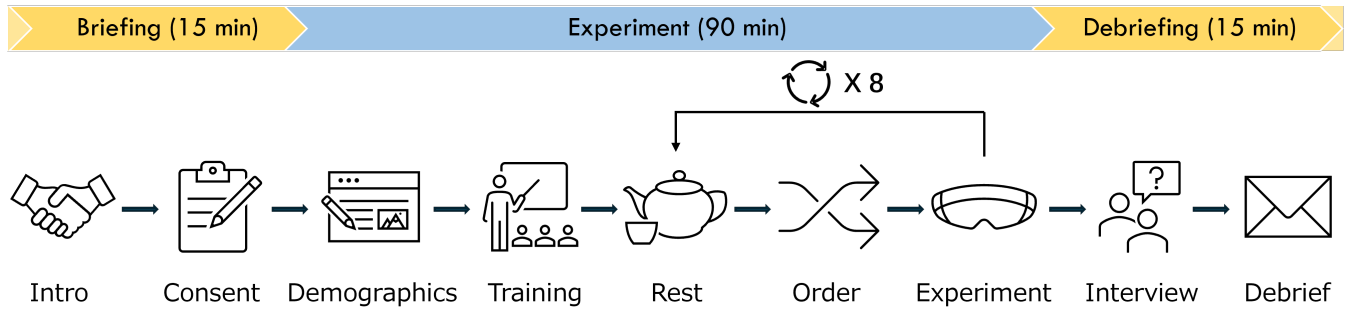 Briefing (15 min)
Experiment (90 min)
Debriefing (15 min)
X 8
?
Intro
Consent
Demographics
Training
Rest
Order
Experiment
Interview
Debrief